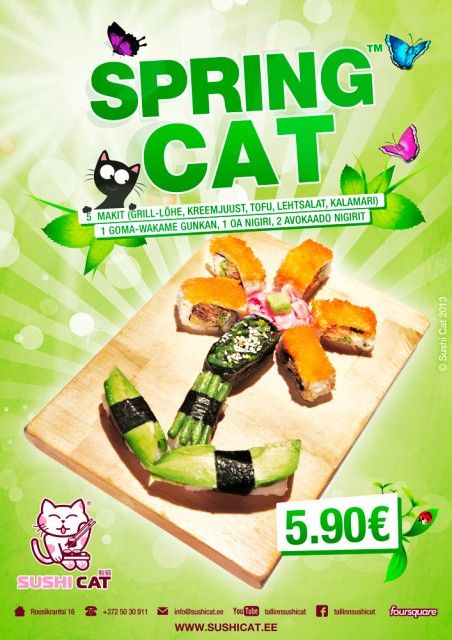 SPRING™
CAT
5 MAKIT (GRILL-LÕHE, KREEMJUUST, TOFU, LEHTSALAT, KALAMARI)
1 GOMA-WAKAME GUNKAN, 1 OA NIGIRI, 2 AVOKAADO NIGIRIT
© Sushi Cat 2013
5.90€
SUSHI CAT
Roosikrantsi 16 +372 50 30 911 info@sushicat.ee YouTube tallinnsushicat tallinnsushicat foursquare
WWW.SUSHICAT.EE